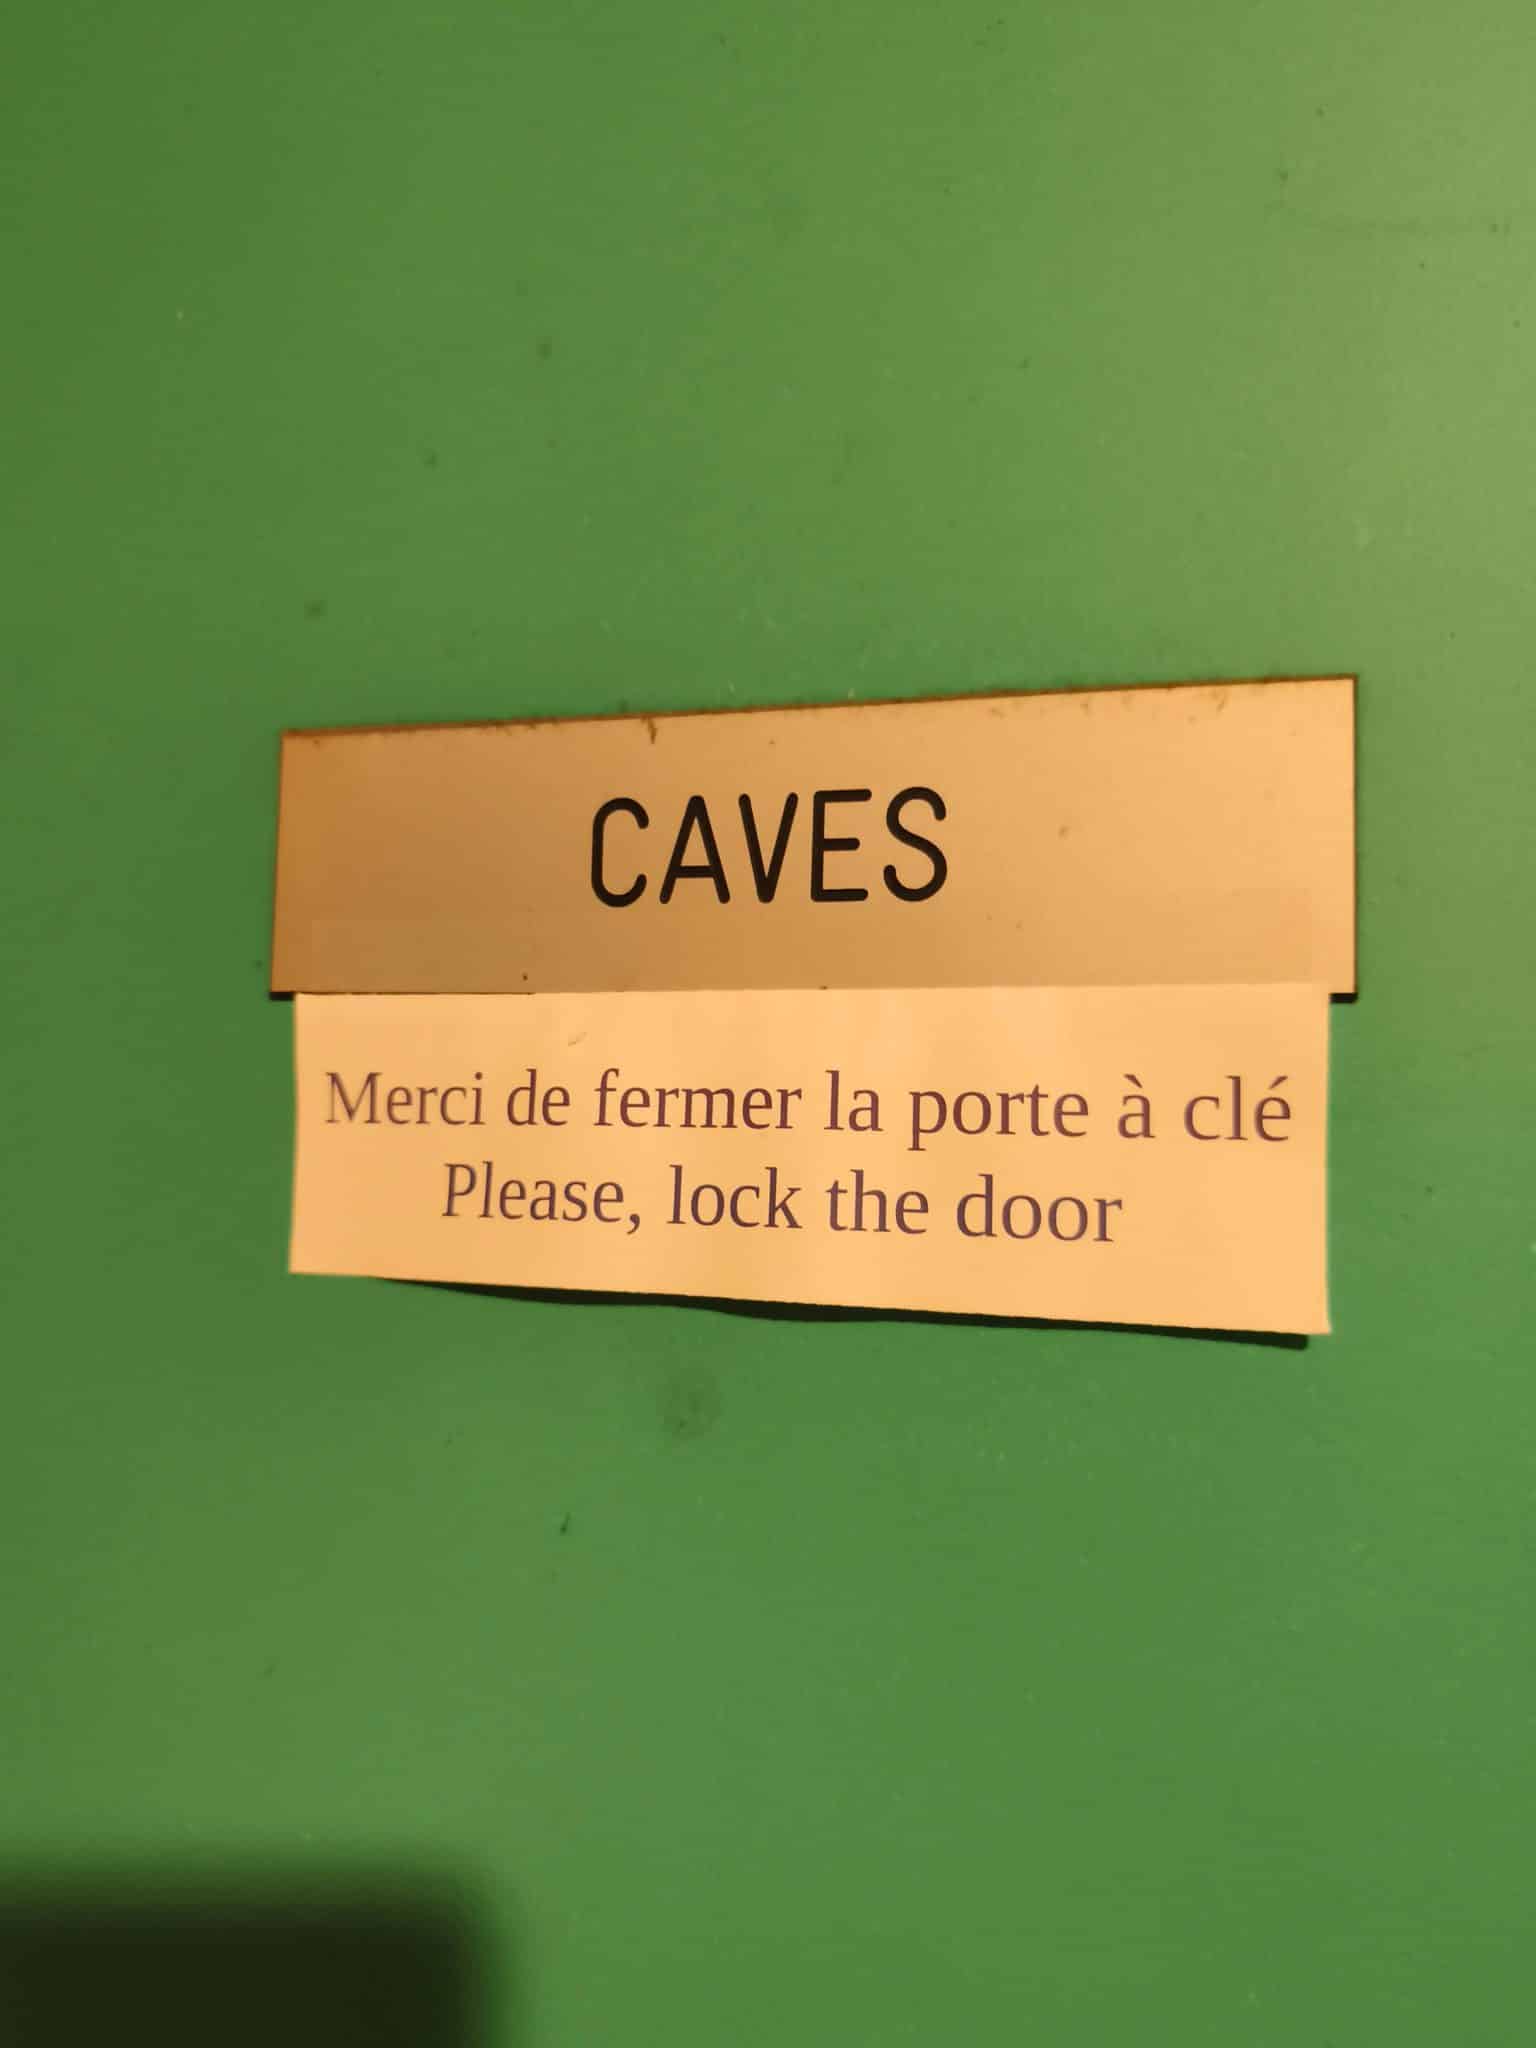 CAVES
Merci de fermer la porte à clé
Please, lock the door